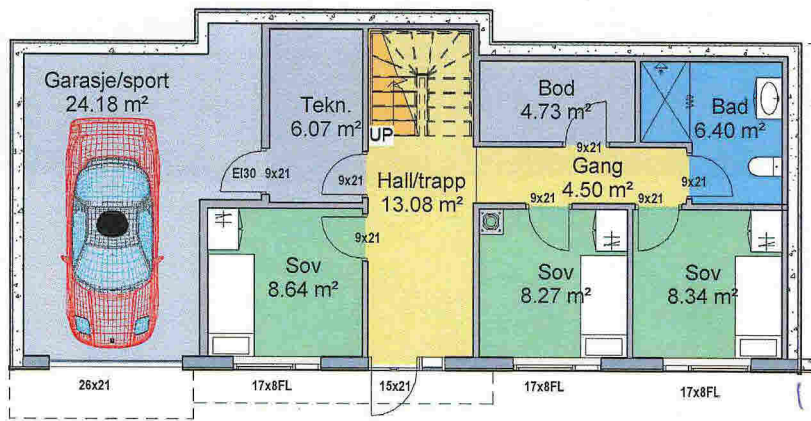 Garasje/sport
24.18 m²
Tekn.
6.07 m²
UP
Bod
4.73 m²
Bad
6.40 m²
EI30
9x21
9x21
Hall/trapp
13.08 m²
9x21
Gang
4.50 m²
9x21
9x21
9x21
9x21
Sov
8.64 m²
Sov
8.27 m²
Sov
8.34 m²
26x21
17x8FL
15x21
17x8FL
17x8FL